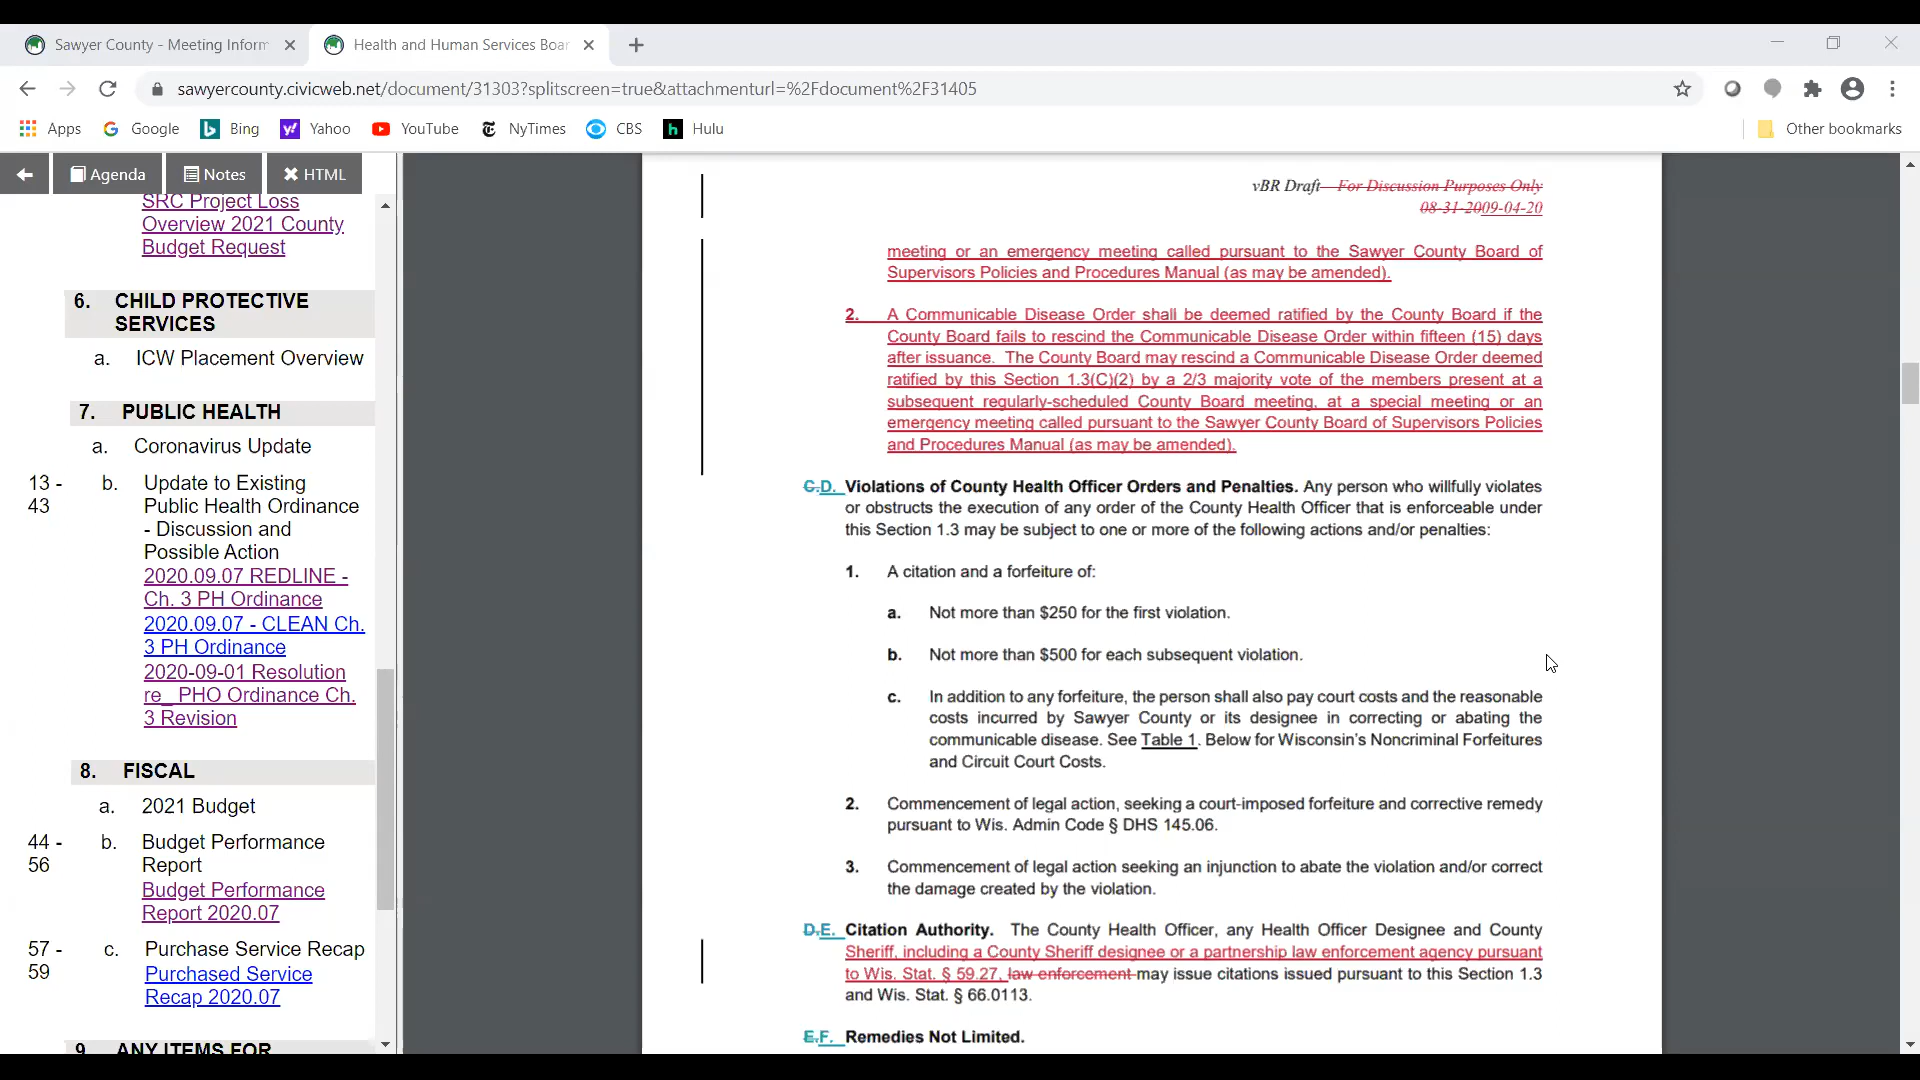 Sawyer County - Meeting Inform
Health and Human Services Boar
sawyercounty.civicweb.net/document/31303?splitscreen=true&attachmenturl=%2Fdocument%2F31405
Apps
Google
Bing
Yahoo
YouTube
NyTimes
CBS
Hulu
Other bookmarks
Agenda
Notes
HTML
SRC Project Loss
Overview 2021 County
Budget Request
6. CHILD PROTECTIVE
SERVICES
a. ICW Placement Overview
7. PUBLIC HEALTH
a. Coronavirus Update
13 - b. Update to Existing
43 Public Health Ordinance
- Discussion and
Possible Action
2020.09.07 REDLINE -
Ch. 3 PH Ordinance
2020.09.07 - CLEAN Ch.
3 PH Ordinance
2020-09-01 Resolution
re_ PHO Ordinance Ch.
3 Revision
8. FISCAL
a. 2021 Budget
44 - b. Budget Performance
56 Report
Budget Performance
Report 2020.07
57 - c. Purchase Service Recap
59 Purchased Service
Recap 2020.07
9. ANY ITEMS FOR
vBR Draft - For Discussion Purposes Only
08-31-2009-04-20
meeting or an emergency meeting called pursuant to the Sawyer County Board of
Supervisors Policies and Procedures Manual (as may be amended).
2. A Communicable Disease Order shall be deemed ratified by the County Board if the
County Board fails to rescind the Communicable Disease Order within fifteen (15) days
after issuance. The County Board may rescind a Communicable Disease Order deemed
ratified by this Section 1.3(C)(2) by a 2/3 majority vote of the members present at a
subsequent regularly-scheduled County Board meeting, at a special meeting or an
emergency meeting called pursuant to the Sawyer County Board of Supervisors Policies
and Procedures Manual (as may be amended).
C.D. Violations of County Health Officer Orders and Penalties. Any person who willfully violates
or obstructs the execution of any order of the County Health Officer that is enforceable under
this Section 1.3 may be subject to one or more of the following actions and/or penalties:
1. A citation and a forfeiture of:
a. Not more than $250 for the first violation.
b. Not more than $500 for each subsequent violation.
c. In addition to any forfeiture, the person shall also pay court costs and the reasonable
costs incurred by Sawyer County or its designee in correcting or abating the
communicable disease. See Table 1. Below for Wisconsin's Noncriminal Forfeitures
and Circuit Court Costs.
2. Commencement of legal action, seeking a court-imposed forfeiture and corrective remedy
pursuant to Wis. Admin Code § DHS 145.06.
3. Commencement of legal action seeking an injunction to abate the violation and/or correct
the damage created by the violation.
D.E. Citation Authority. The County Health Officer, any Health Officer Designee and County
Sheriff, including a County Sheriff designee or a partnership law enforcement agency pursuant
to Wis. Stat. § 59.27, law enforcement may issue citations issued pursuant to this Section 1.3
and Wis. Stat. § 66.0113.
E.F. Remedies Not Limited.